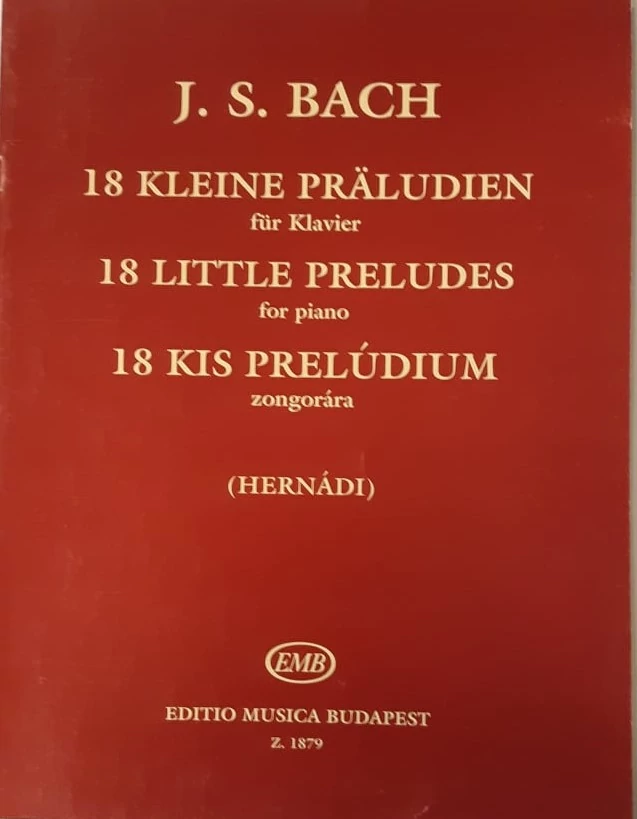 J. S. BACH
18 KLEINE PRÄLUDIEN
für Klavier
18 LITTLE PRELUDES
for piano
18 KIS PRELÚDIUM
zongorára
(HERNÁDI)
EMB
EDITIO MUSICA BUDAPEST
Z. 1879